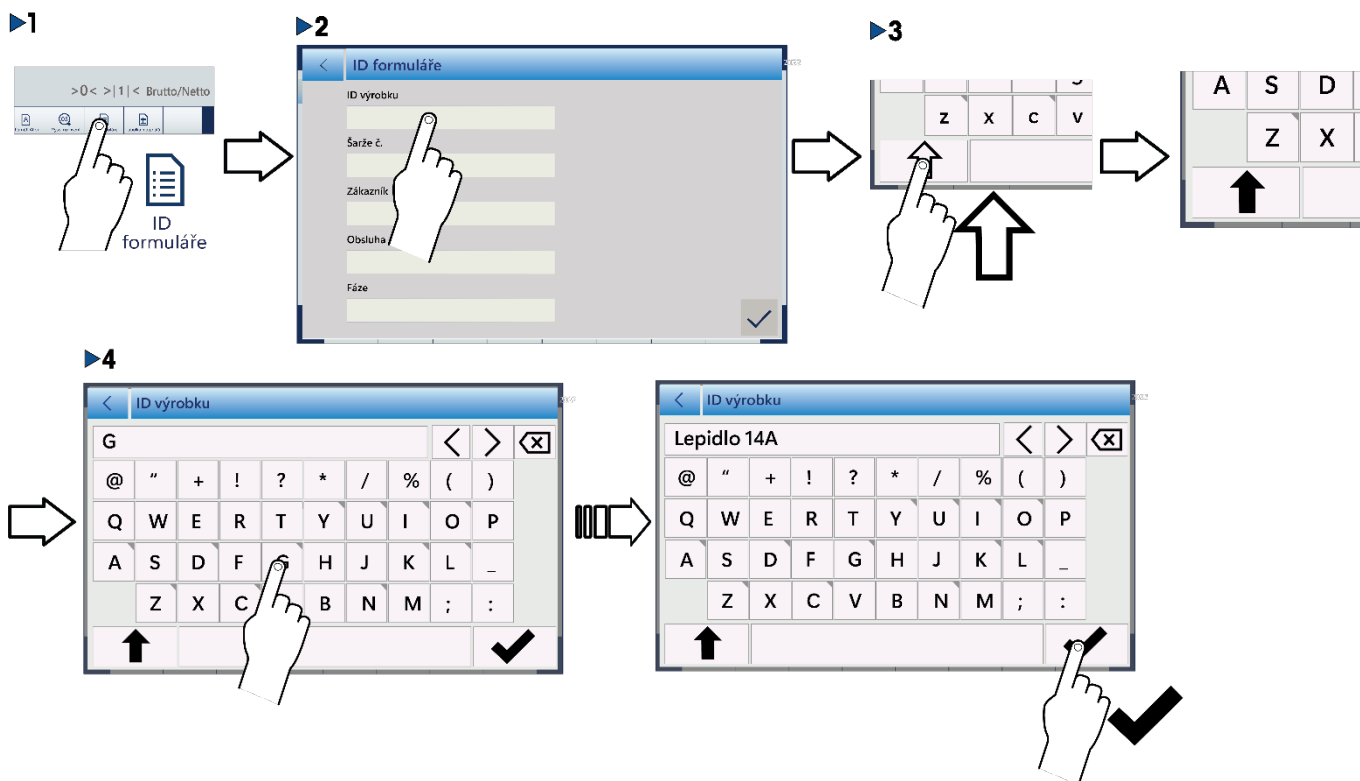 ▶1
>0< >|1|< Brutto/Netto
ID
formuláře
▶2
ID formuláře
ID výrobku
Šarže č.
Zákazník
Obsluha
Fáze
▶3
z x c v
A S D
Z X
▶4
ID výrobku
G
@ " + ! ? * / % ( )
Q W E R T Y U I O P
A S D F G H J K L _
Z X C B N M ; :
ID výrobku
Lepidlo 14A
@ " + ! ? * / % ( )
Q W E R T Y U I O P
A S D F G H J K L _
Z X C V B N M ; :